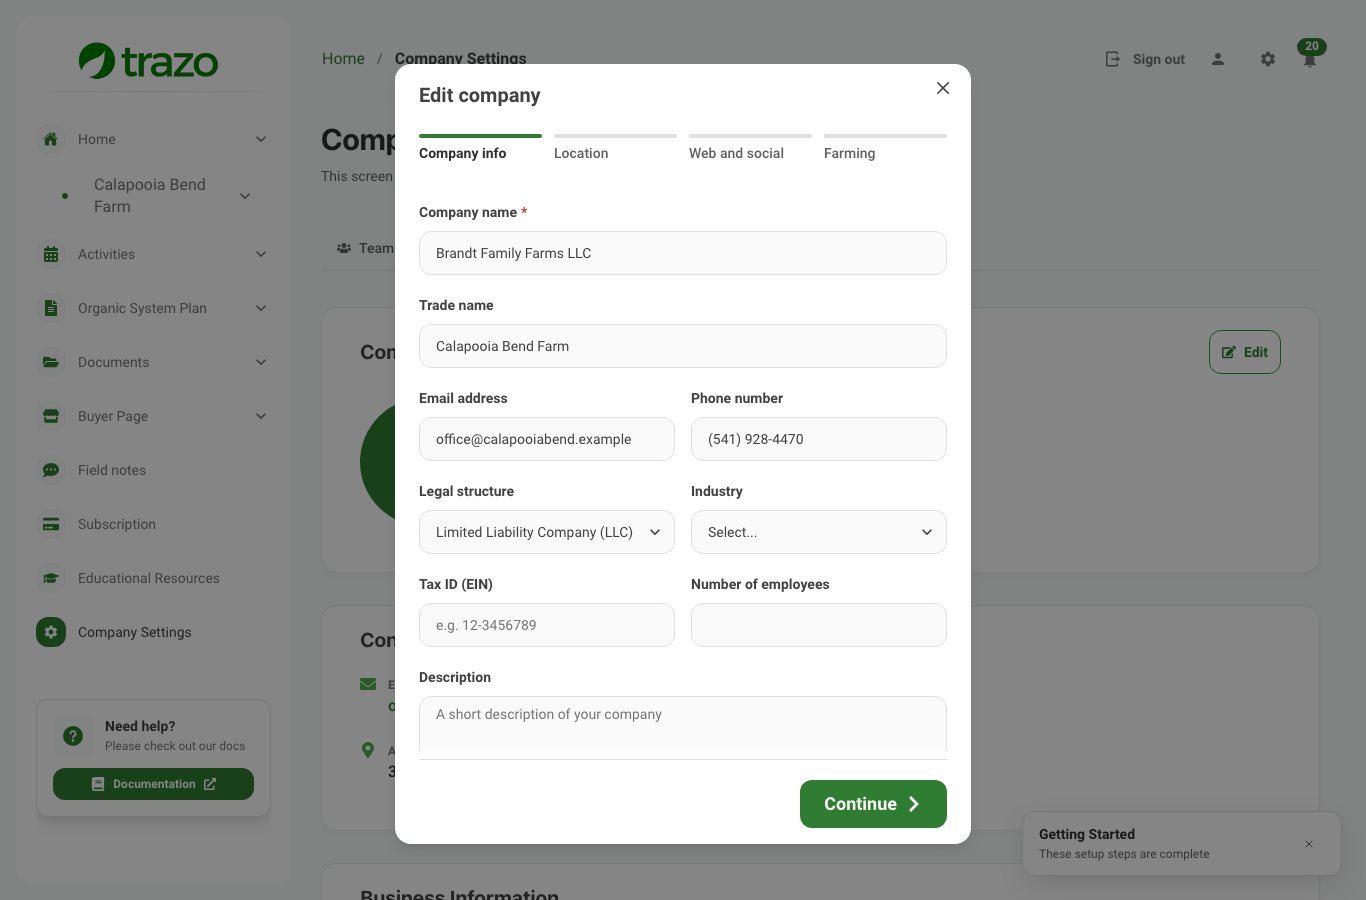 trazo
Home
Calapooia Bend
Farm
Activities
Organic System Plan
Documents
Buyer Page
Field notes
Subscription
Educational Resources
Company Settings
Need help?
Please check out our docs
Documentation
Home / Company Settings
Sign out
20
Comp
This screen
Team
Edit
Business Information
Edit company
Company info
Location
Web and social
Farming
Company name *
Brandt Family Farms LLC
Trade name
Calapooia Bend Farm
Email address
Phone number
office@calapooiabend.example
(541) 928-4470
Legal structure
Industry
Limited Liability Company (LLC)
Select...
Tax ID (EIN)
Number of employees
e.g. 12-3456789
Description
A short description of your company
Continue
Getting Started
These setup steps are complete